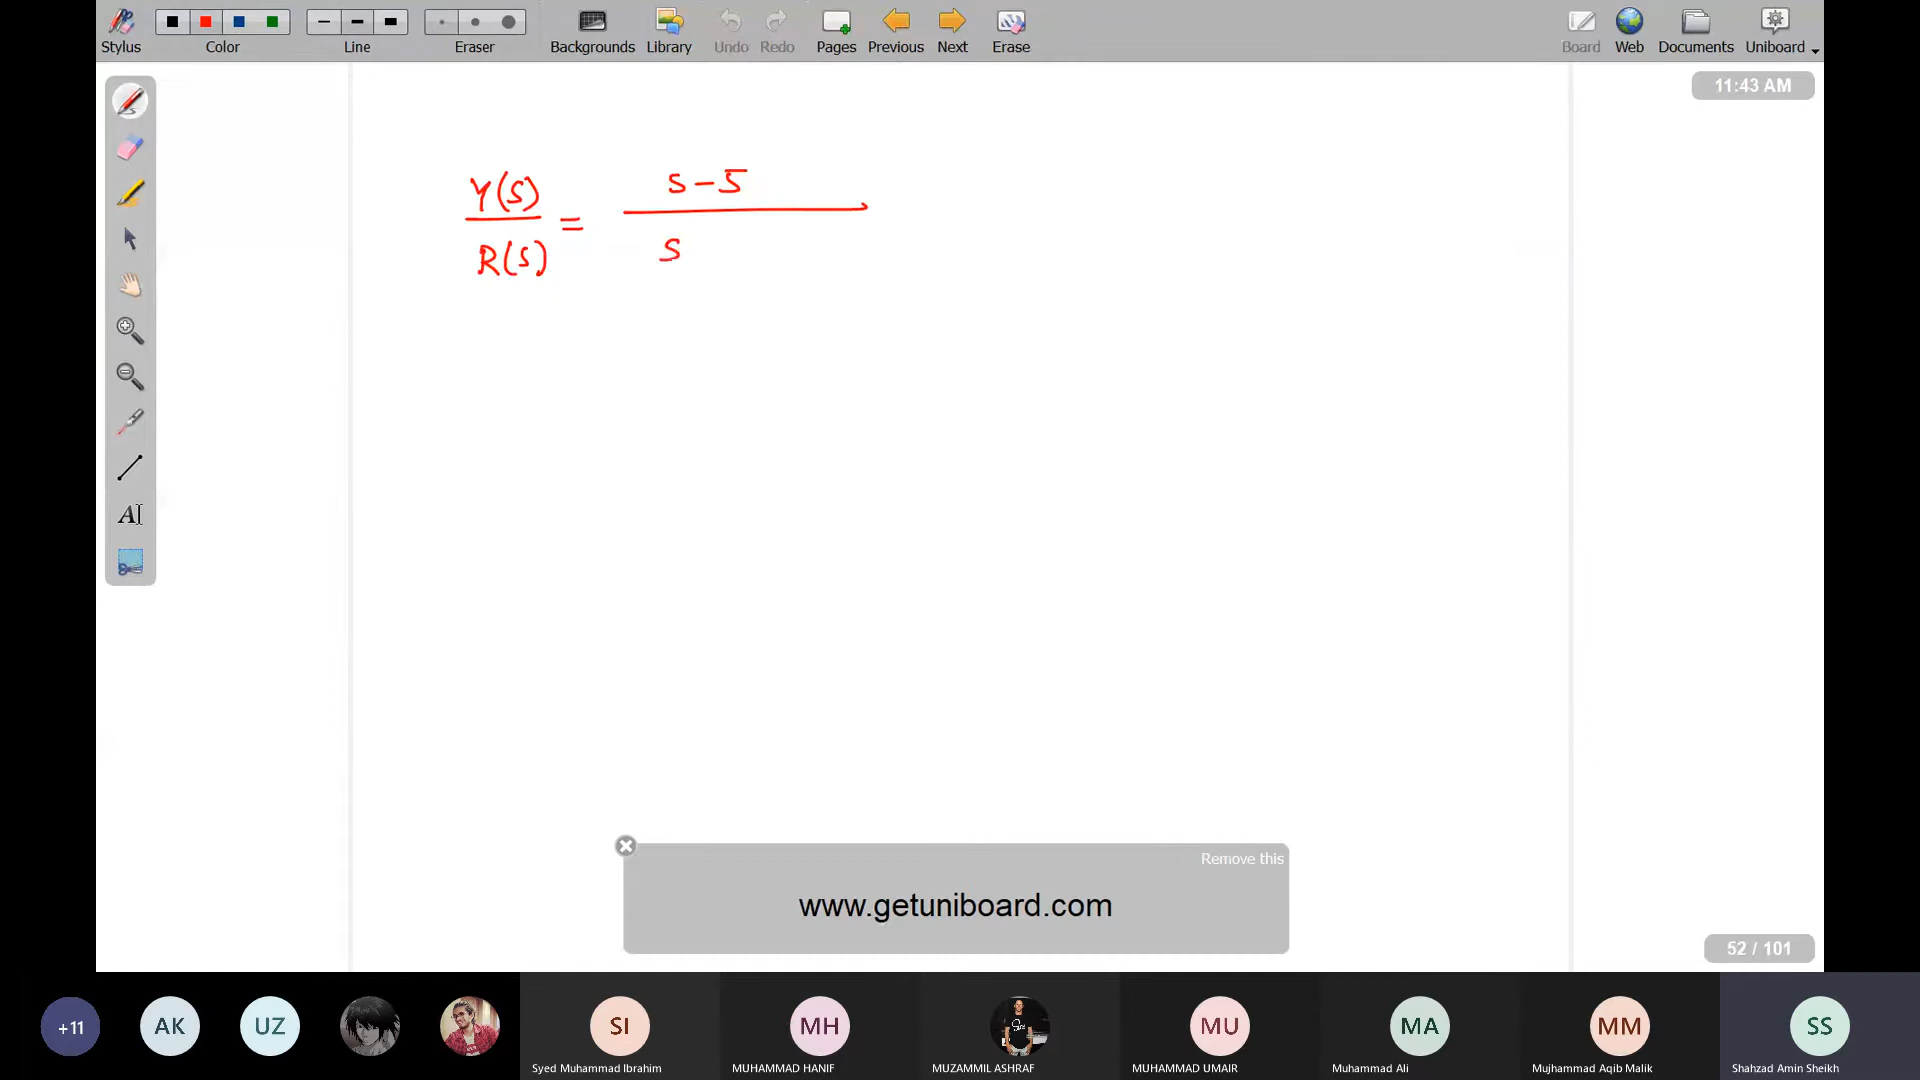 Stylus Color Line Eraser Backgrounds Library Undo Redo Pages Previous Next Erase Board Web Documents Uniboard
11:43 AM
Y(S)/R(S) = S-5/S
AI
Remove this
www.getuniboard.com
52 / 101
+11 AK UZ SI MH MU MA MM SS
Syed Muhammad Ibrahim MUHAMMAD HANIF MUZAMMIL ASHRAF MUHAMMAD UMAIR Muhammad Ali Mujhammad Aqib Malik Shahzad Amin Sheikh